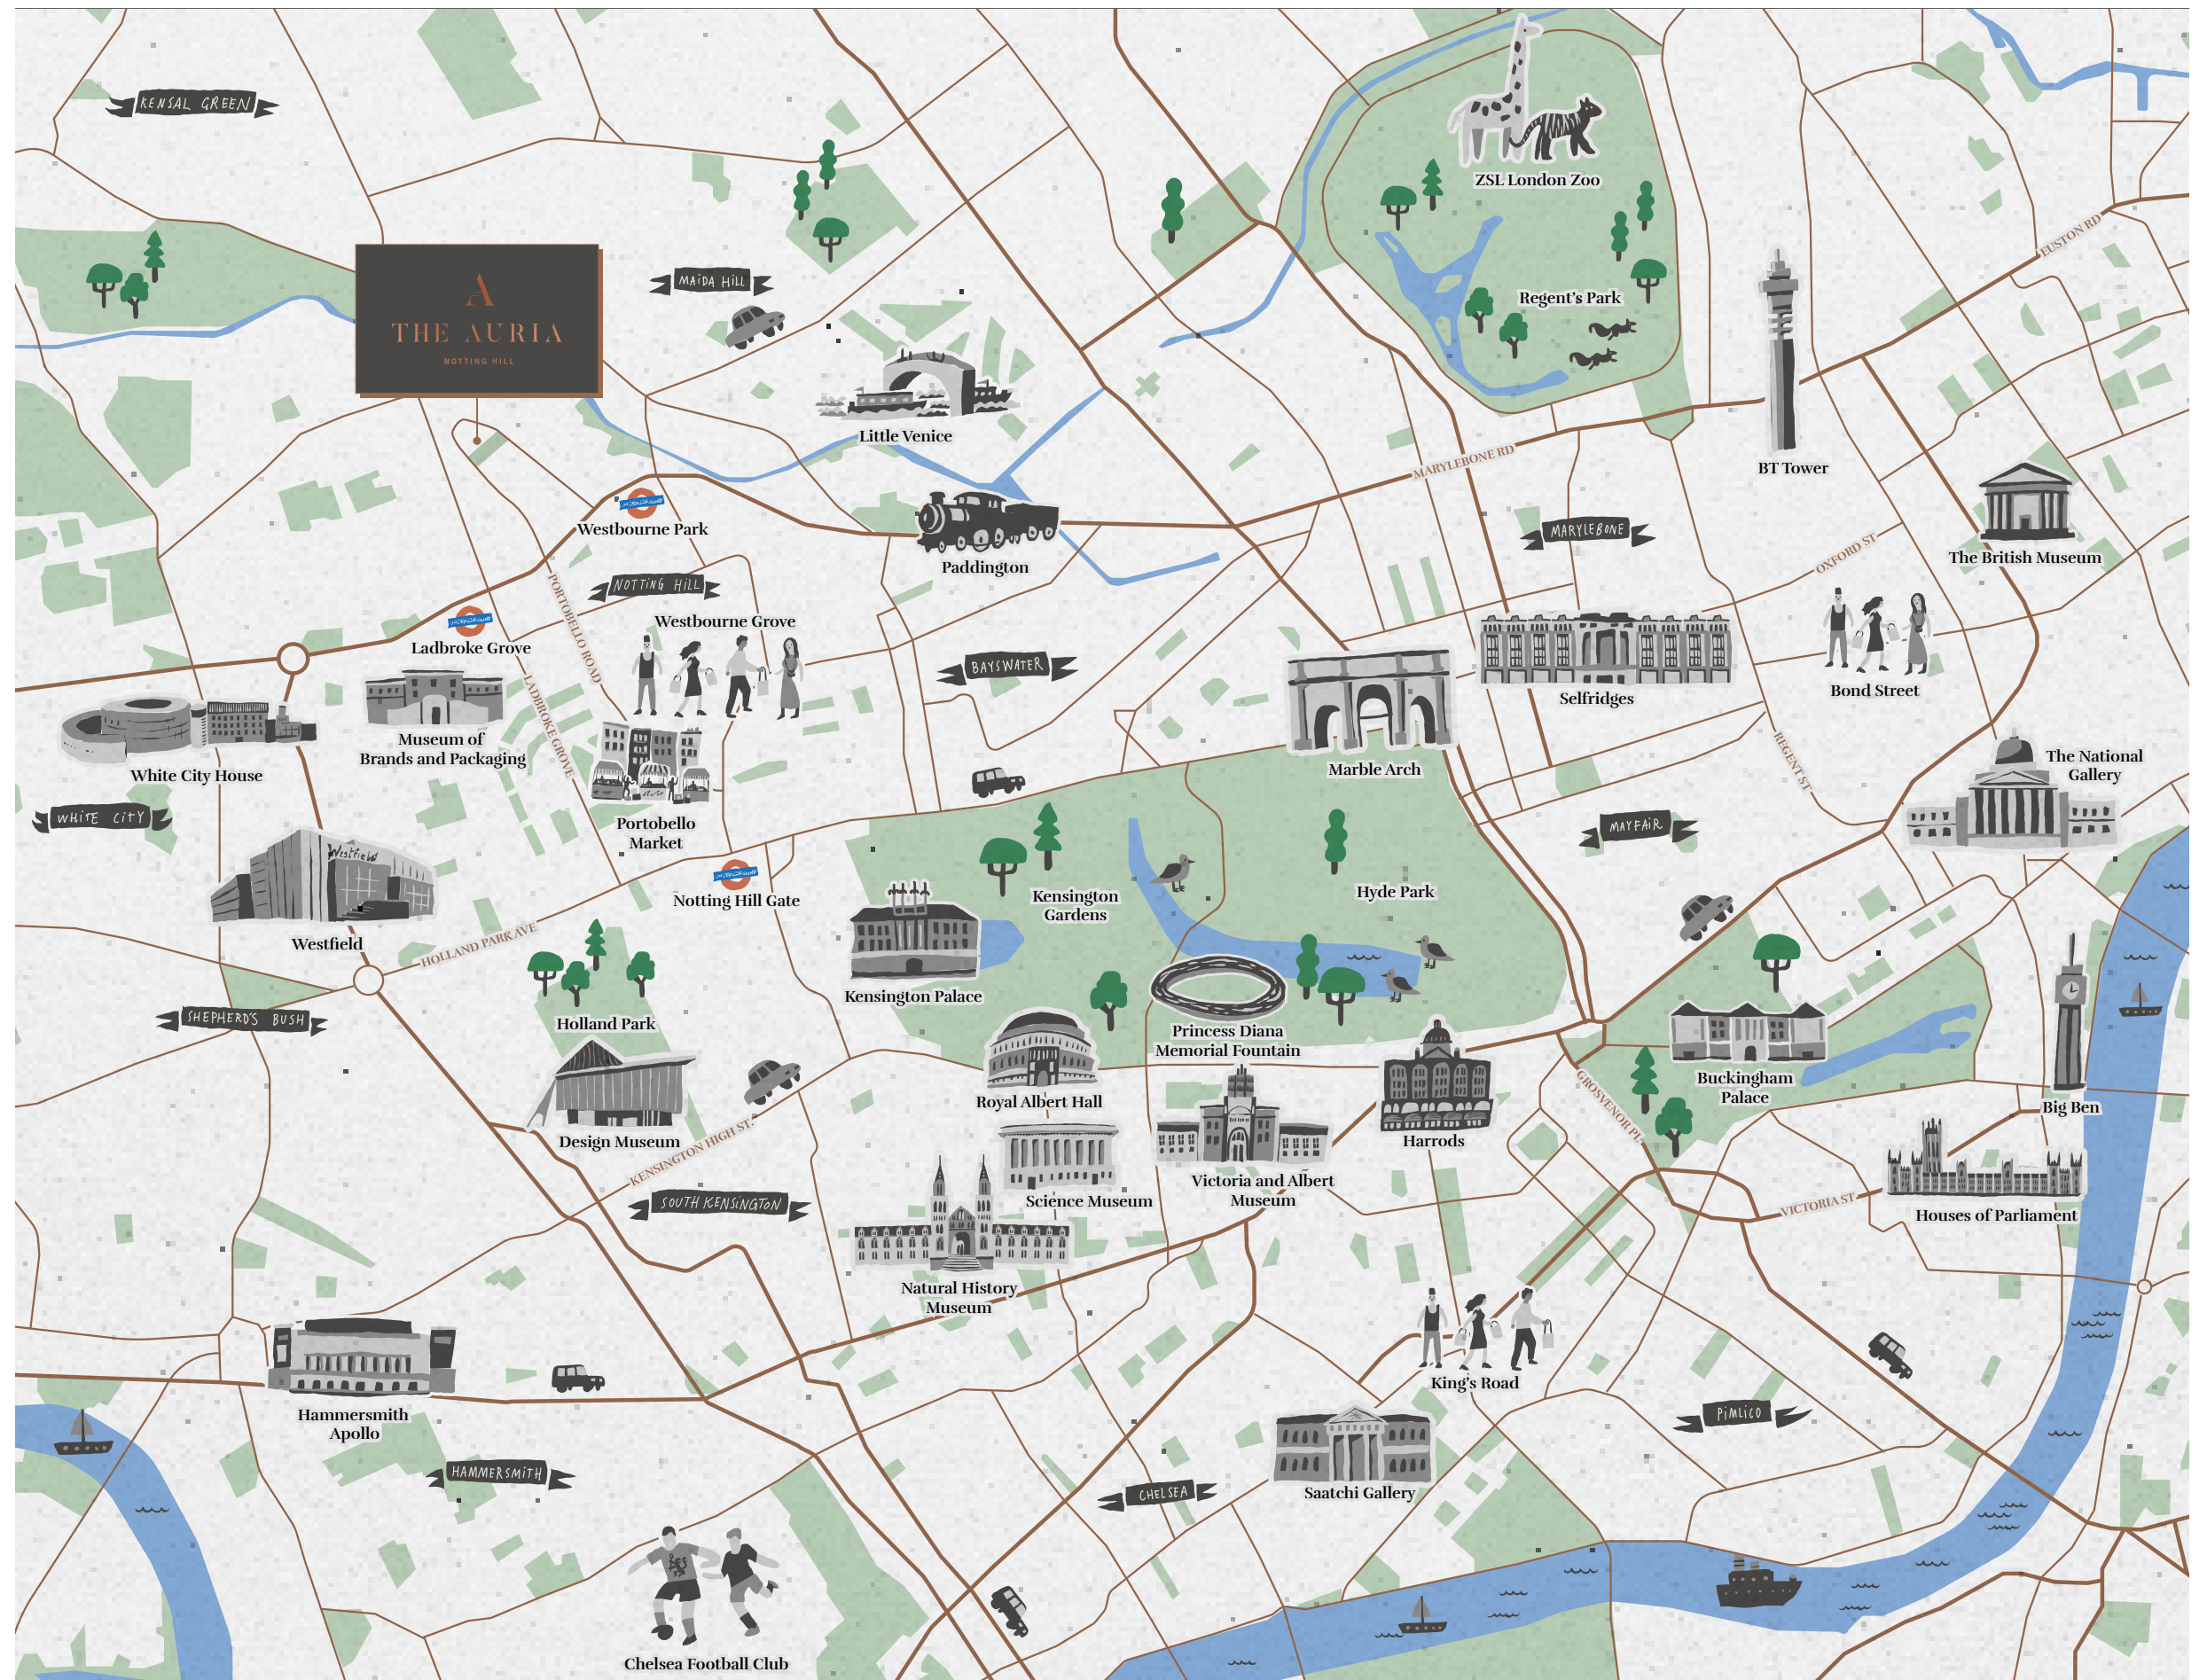 KENSAL GREEN
ZSL London Zoo
EUSTON RD
MAIDA HILL
A
THE AURIA
NOTTING HILL
Regent's Park
Little Venice
MARYLEBONE RD
BT Tower
Westbourne Park
MARYLEBONE
OXFORD ST
The British Museum
Paddington
PORTOBELLO ROAD
NOTTING HILL
Westbourne Grove
Ladbroke Grove
BAYSWATER
LADBROKE GROVE
Selfridges
Bond Street
Museum of
Brands and Packaging
White City House
Marble Arch
REGENT ST
The National
Gallery
WHITE CITY
Portobello
Market
MAYFAIR
Westfield
Westfield
Notting Hill Gate
Kensington
Gardens
Hyde Park
HOLLAND PARK AVE
Kensington Palace
SHEPHERD'S BUSH
Holland Park
Princess Diana
Memorial Fountain
Buckingham
Palace
Royal Albert Hall
GROSVENOR PL
Big Ben
Design Museum
KENSINGTON HIGH ST.
Harrods
Victoria and Albert
Museum
Science Museum
SOUTH KENSINGTON
VICTORIA ST
Houses of Parliament
Natural History
Museum
King's Road
Hammersmith
Apollo
PIMLICO
HAMMERSMITH
CHELSEA
Saatchi Gallery
Chelsea Football Club